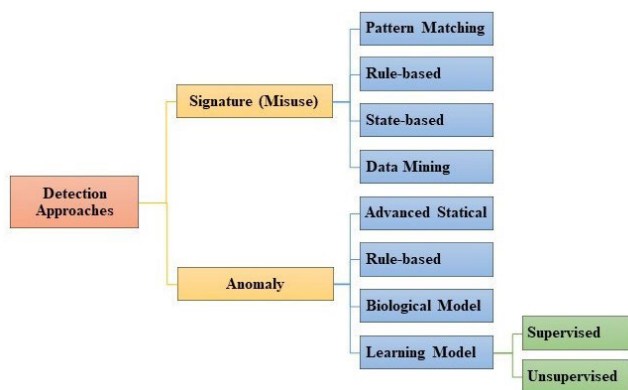 Detection
Approaches
Signature (Misuse)
Pattern Matching
Rule-based
State-based
Data Mining
Anomaly
Advanced Statical
Rule-based
Biological Model
Learning Model
Supervised
Unsupervised